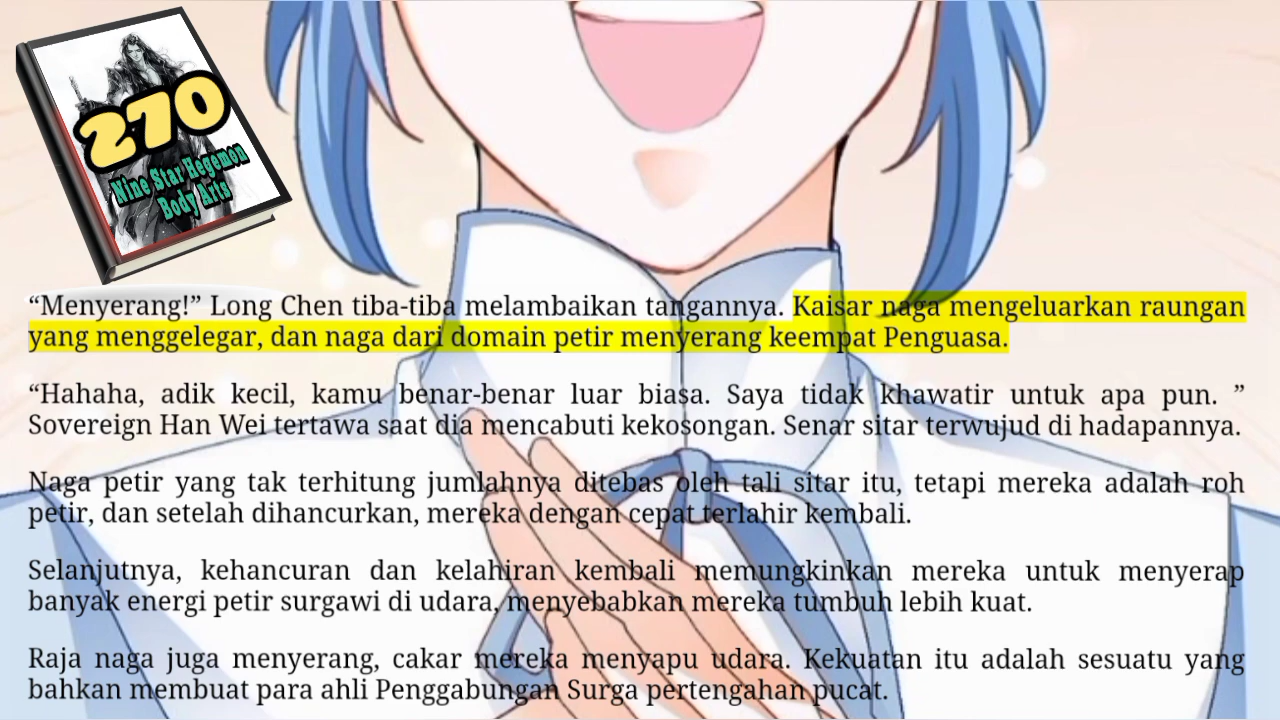 270
Nine Star Hegemon
Body Arts
“Menyerang!” Long Chen tiba-tiba melambaikan tangannya. Kaisar naga mengeluarkan raungan
yang menggelegar, dan naga dari domain petir menyerang keempat Penguasa.
“Hahaha, adik kecil, kamu benar-benar luar biasa. Saya tidak khawatir untuk apa pun. ”
Sovereign Han Wei tertawa saat dia mencabuti kekosongan. Senar sitar terwujud di hadapannya.
Naga petir yang tak terhitung jumlahnya ditebas oleh tali sitar itu, tetapi mereka adalah roh
petir, dan setelah dihancurkan, mereka dengan cepat terlahir kembali.
Selanjutnya, kehancuran dan kelahiran kembali memungkinkan mereka untuk menyerap
banyak energi petir surgawi di udara, menyebabkan mereka tumbuh lebih kuat.
Raja naga juga menyerang, cakar mereka menyapu udara. Kekuatan itu adalah sesuatu yang
bahkan membuat para ahli Penggabungan Surga pertengahan pucat.